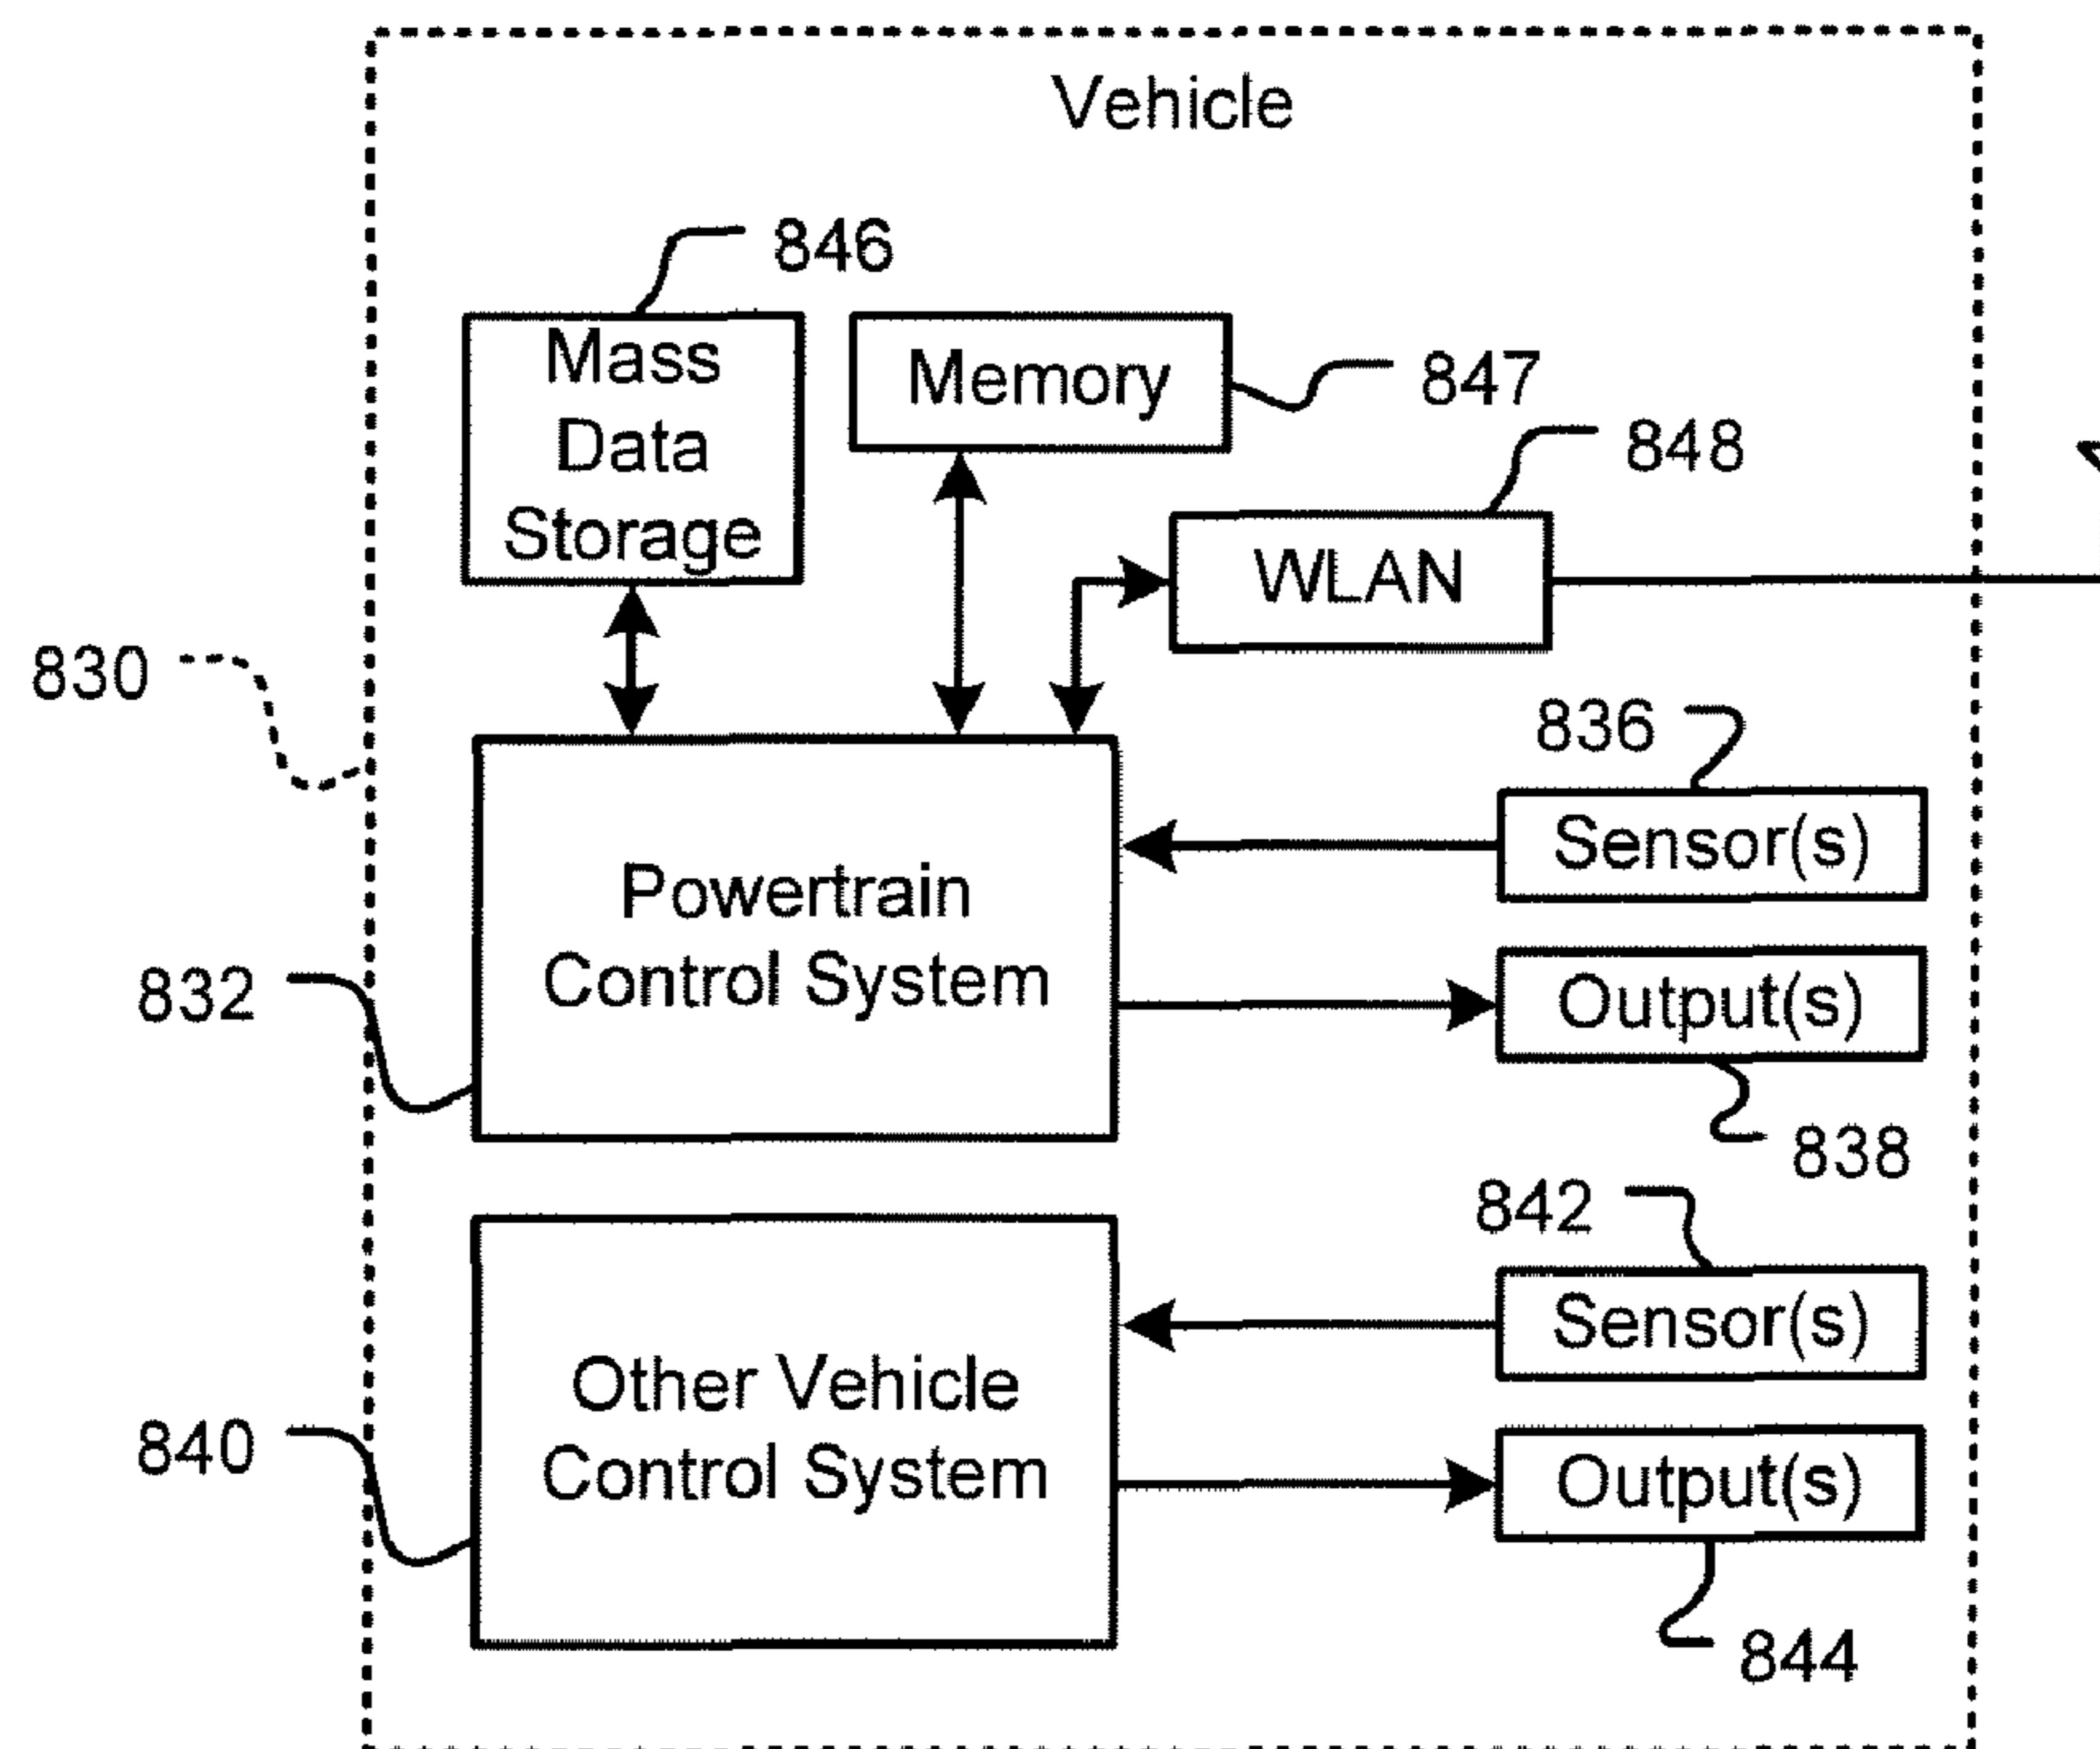 Vehicle
846
Mass
Data
Storage
Memory
847
848
WLAN
830
836
Sensor(s)
Powertrain
Control System
832
Output(s)
838
842
Sensor(s)
Other Vehicle
Control System
840
Output(s)
844